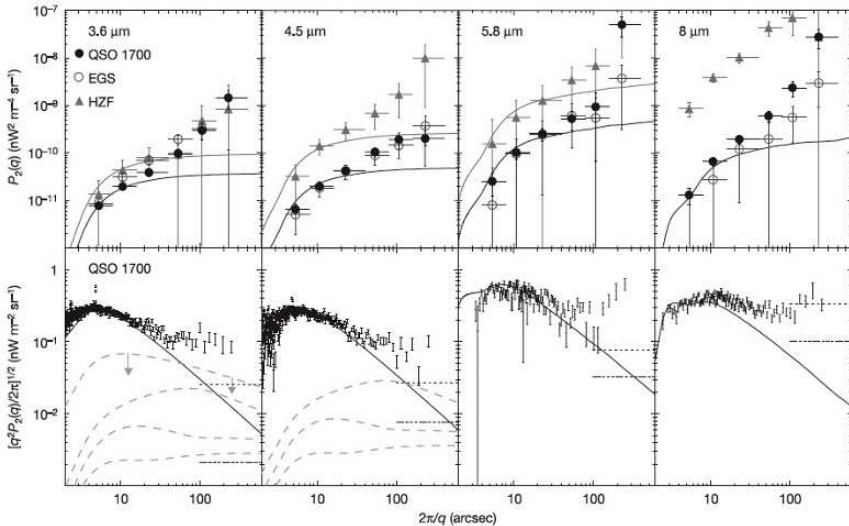 10⁻⁷
10⁻⁸
10⁻⁹
10⁻¹⁰
10⁻¹¹
P₂(q) (nW² m⁻⁴ sr⁻¹)
3.6 μm
QSO 1700
EGS
HZF
4.5 μm
5.8 μm
8 μm
QSO 1700
1
10⁻¹
10⁻²
[q²P₂(q)/2π]¹/² (nW m⁻² sr⁻¹)
10 100 10 100 10 100 10 100
2π/q (arcsec)